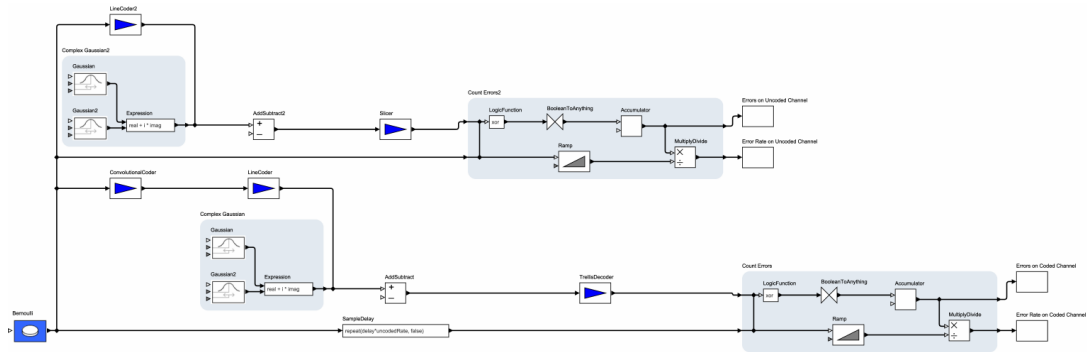 LineCoder2
Complex Gaussian2
Gaussian
Gaussian2
Expression
real + i * imag
AddSubtract2
+
−
Slicer
Count Errors2
LogicFunction
xor
BooleanToAnything
Accumulator
Ramp
MultiplyDivide
×
÷
Errors on Uncoded Channel
Error Rate on Uncoded Channel
ConvolutionalCoder
LineCoder
Complex Gaussian
Gaussian
Gaussian2
Expression
real + i * imag
AddSubtract
+
−
TrellisDecoder
Count Errors
LogicFunction
xor
BooleanToAnything
Accumulator
Ramp
MultiplyDivide
×
÷
Errors on Coded Channel
Error Rate on Coded Channel
Bernoulli
SampleDelay
repeat(delay*uncodedRate, false)